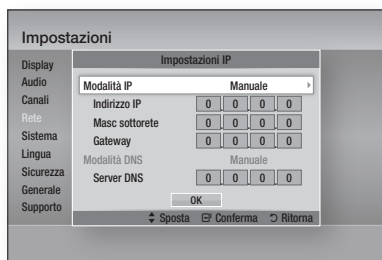 Impostazioni
Display
Audio
Canali
Rete
Sistema
Lingua
Sicurezza
Generale
Supporto
Impostazioni IP
Modalità IP Manuale
Indirizzo IP 0 . 0 . 0 . 0
Masc sottorete 0 . 0 . 0 . 0
Gateway 0 . 0 . 0 . 0
Modalità DNS Manuale
Server DNS 0 . 0 . 0 . 0
OK
Sposta Conferma Ritorna